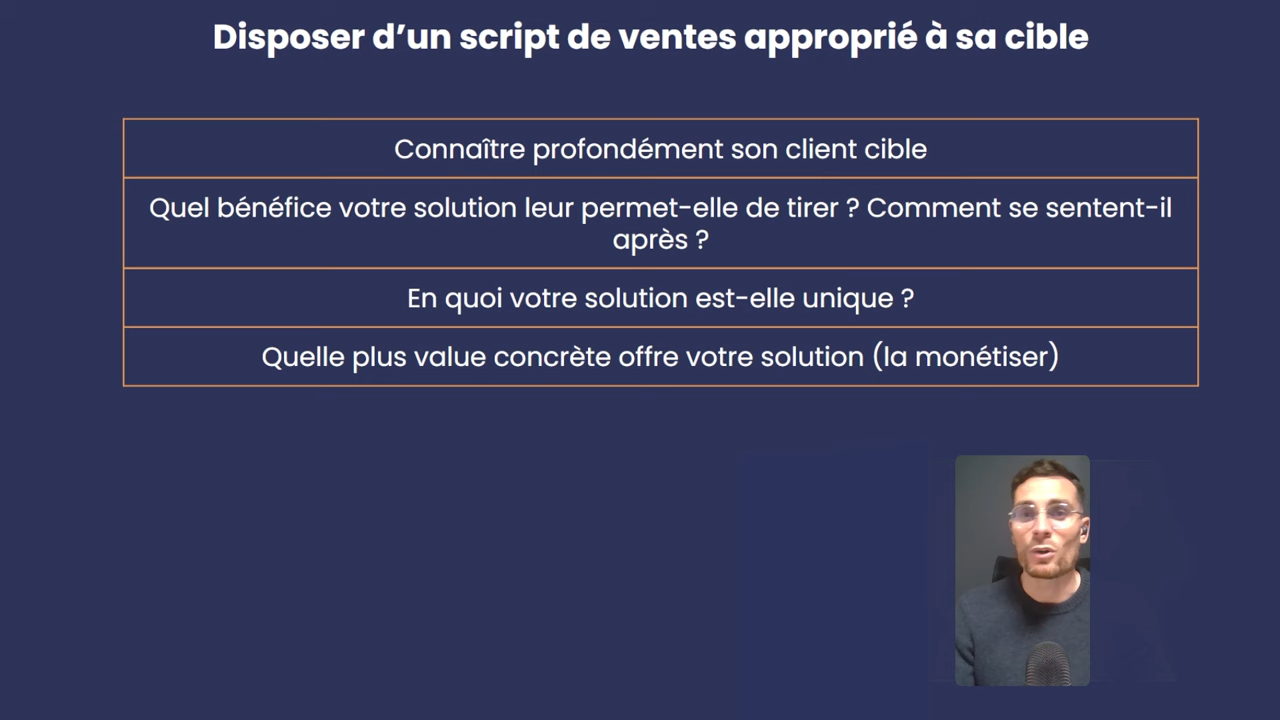 Disposer d’un script de ventes approprié à sa cible
Connaître profondément son client cible
Quel bénéfice votre solution leur permet-elle de tirer ? Comment se sentent-il
après ?
En quoi votre solution est-elle unique ?
Quelle plus value concrète offre votre solution (la monétiser)